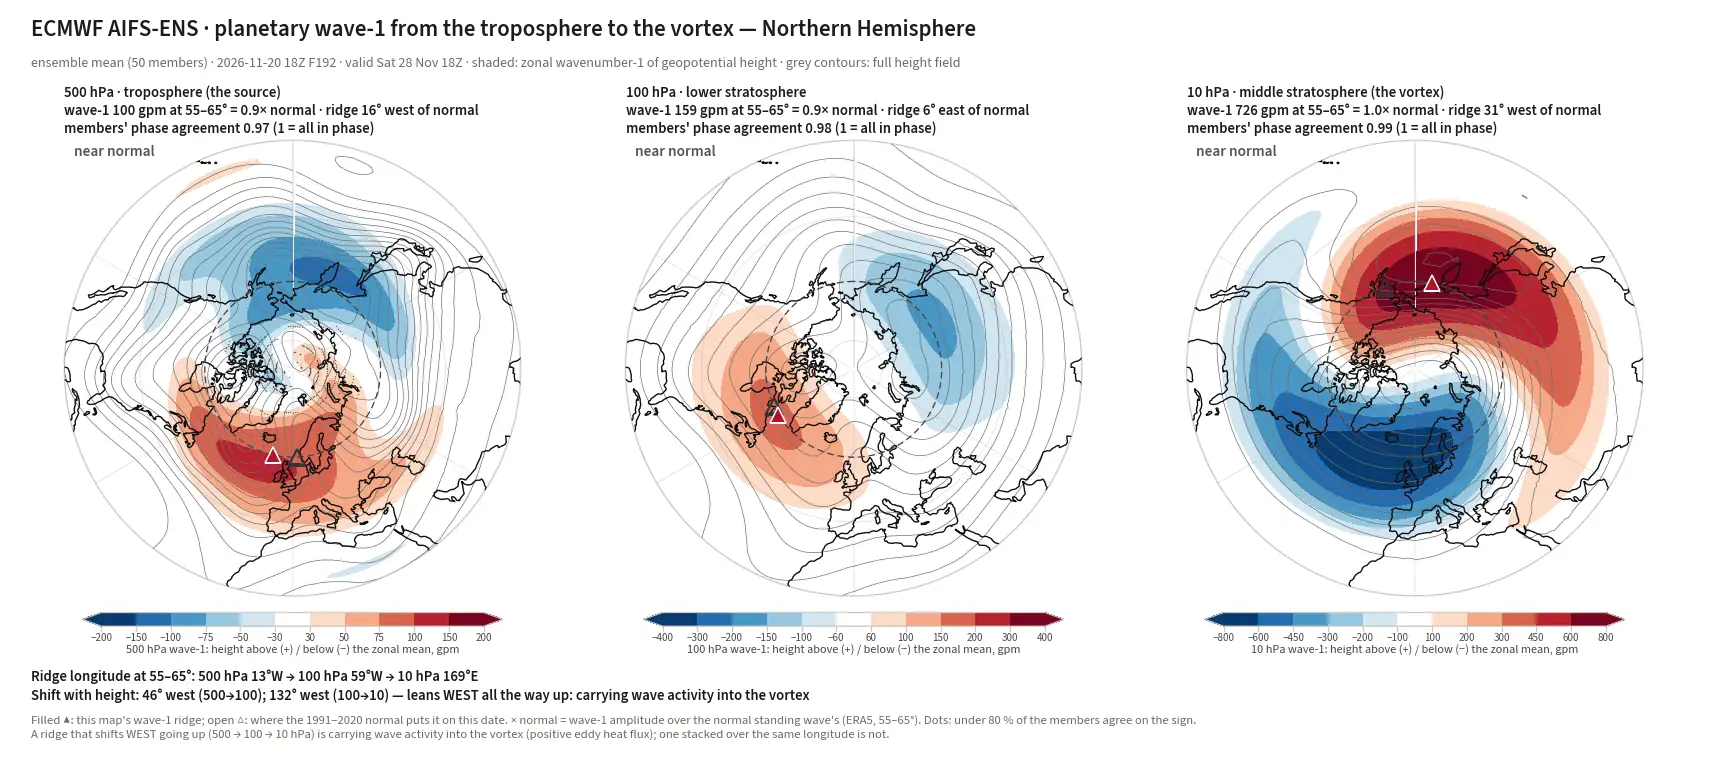 ECMWF AIFS-ENS · planetary wave-1 from the troposphere to the vortex — Northern Hemisphere
ensemble mean (50 members) · 2026-11-20 18Z F192 · valid Sat 28 Nov 18Z · shaded: zonal wavenumber-1 of geopotential height · grey contours: full height field
500 hPa · troposphere (the source)
wave-1 100 gpm at 55–65° = 0.9× normal · ridge 16° west of normal
members' phase agreement 0.97 (1 = all in phase)
near normal
100 hPa · lower stratosphere
wave-1 159 gpm at 55–65° = 0.9× normal · ridge 6° east of normal
members' phase agreement 0.98 (1 = all in phase)
near normal
10 hPa · middle stratosphere (the vortex)
wave-1 726 gpm at 55–65° = 1.0× normal · ridge 31° west of normal
members' phase agreement 0.99 (1 = all in phase)
near normal
−200 −150 −100 −75 −50 −30 30 50 75 100 150 200
500 hPa wave-1: height above (+) / below (−) the zonal mean, gpm
−400 −300 −200 −150 −100 −60 60 100 150 200 300 400
100 hPa wave-1: height above (+) / below (−) the zonal mean, gpm
−800 −600 −450 −300 −200 −100 100 200 300 450 600 800
10 hPa wave-1: height above (+) / below (−) the zonal mean, gpm
Ridge longitude at 55–65°: 500 hPa 13°W → 100 hPa 59°W → 10 hPa 169°E
Shift with height: 46° west (500→100); 132° west (100→10) — leans WEST all the way up: carrying wave activity into the vortex
Filled ▲: this map's wave-1 ridge; open △: where the 1991–2020 normal puts it on this date. × normal = wave-1 amplitude over the normal standing wave's (ERA5, 55–65°). Dots: under 80 % of the members agree on the sign.
A ridge that shifts WEST going up (500 → 100 → 10 hPa) is carrying wave activity into the vortex (positive eddy heat flux); one stacked over the same longitude is not.